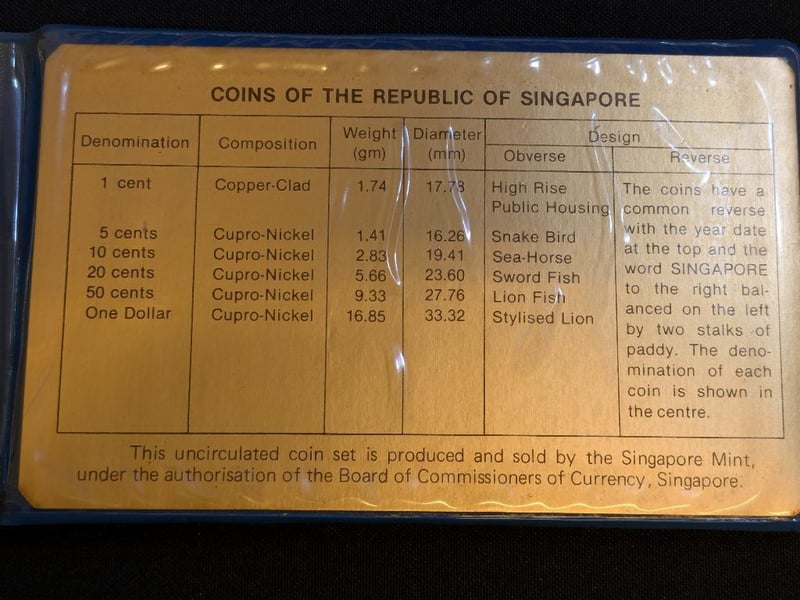 COINS OF THE REPUBLIC OF SINGAPORE
Denomination Composition Weight (gm) Diameter (mm) Design
Obverse Reverse
1 cent Copper-Clad 1.74 17.78 High Rise Public Housing
5 cents Cupro-Nickel 1.41 16.26 Snake Bird
10 cents Cupro-Nickel 2.83 19.41 Sea-Horse
20 cents Cupro-Nickel 5.66 23.60 Sword Fish
50 cents Cupro-Nickel 9.33 27.76 Lion Fish
One Dollar Cupro-Nickel 16.85 33.32 Stylised Lion
The coins have a
common reverse
with the year date
at the top and the
word SINGAPORE
to the right bal-
anced on the left
by two stalks of
paddy. The deno-
mination of each
coin is shown in
the centre.
This uncirculated coin set is produced and sold by the Singapore Mint,
under the authorisation of the Board of Commissioners of Currency, Singapore.